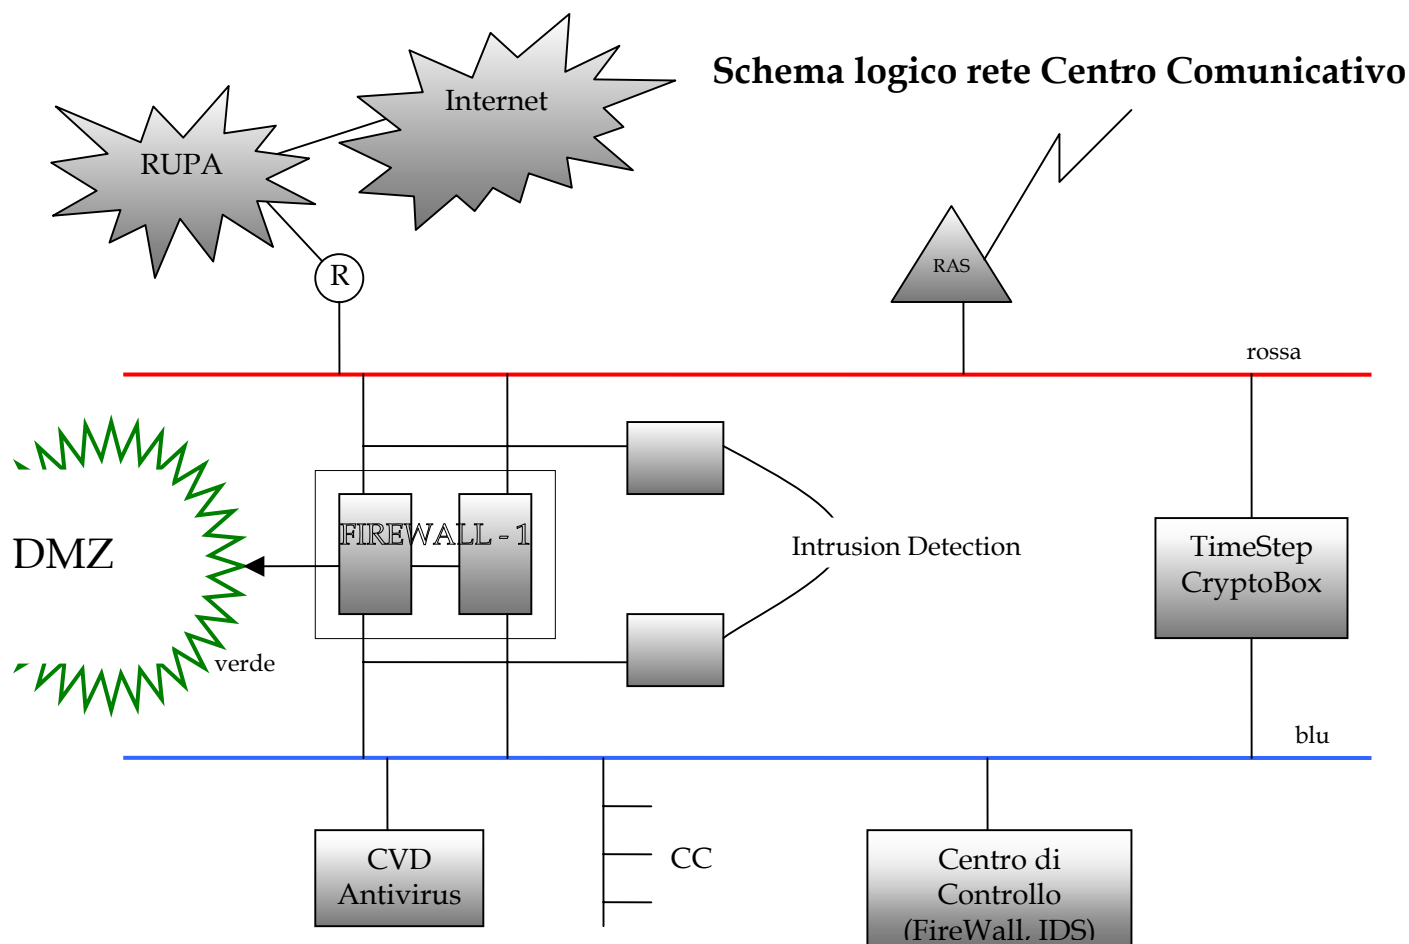 Schema logico rete Centro Comunicativo
Internet
RUPA
R
RAS
rossa
FIREWALL - 1
DMZ
Intrusion Detection
TimeStep
CryptoBox
verde
blu
CVD
Antivirus
CC
Centro di
Controllo
(FireWall, IDS)